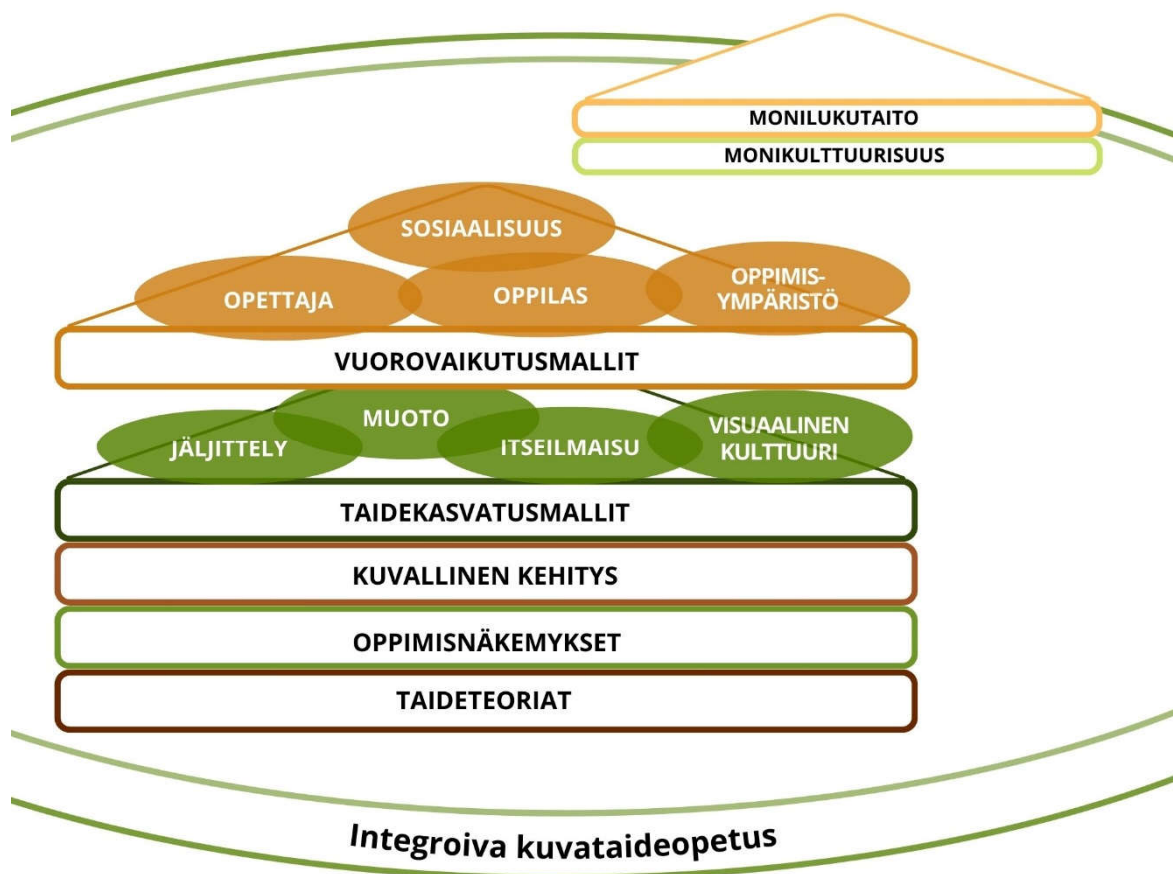 MONILUKUTAITO
MONIKULTTUURISUUS
SOSIAALISUUS
OPETTAJA
OPPILAS
OPPIMIS-
YMPÄRISTÖ
VUOROVAIKUTUSMALLIT
JÄLJITTELY
MUOTO
ITSEILMAISU
VISUAALINEN
KULTTUURI
TAIDEKASVATUSMALLIT
KUVALLINEN KEHITYS
OPPIMISNÄKEMYKSET
TAIDETEORIAT
Integroiva kuvataideopetus